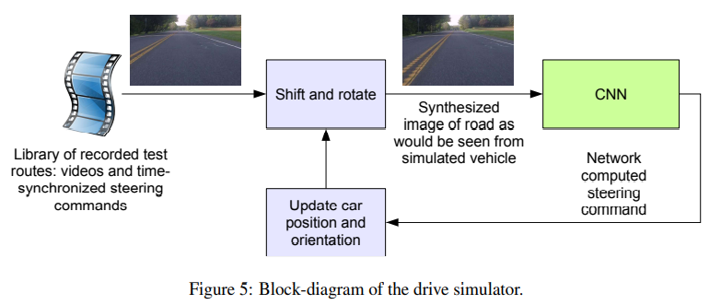 Shift and rotate
CNN
Library of recorded test
routes: videos and time-
synchronized steering
commands
Synthesized
image of road as
would be seen from
simulated vehicle
Network
computed
steering
command
Update car
position and
orientation
Figure 5: Block-diagram of the drive simulator.